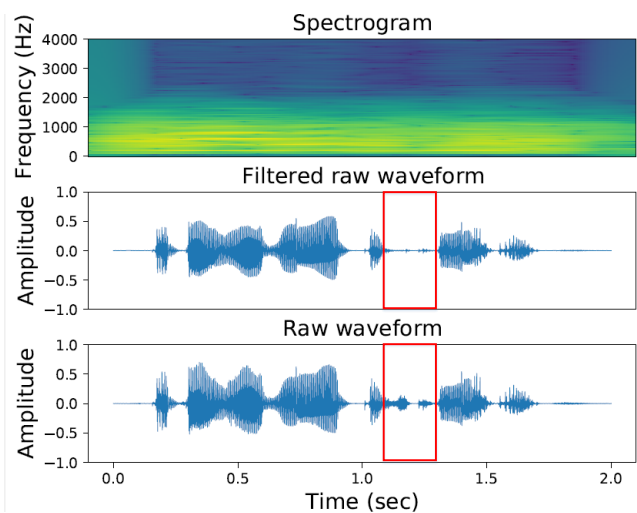 Spectrogram
Frequency (Hz)
4000
3000
2000
1000
0
Filtered raw waveform
Amplitude
1.0
0.5
0.0
−0.5
−1.0
Raw waveform
Amplitude
1.0
0.5
0.0
−0.5
−1.0
0.0 0.5 1.0 1.5 2.0
Time (sec)